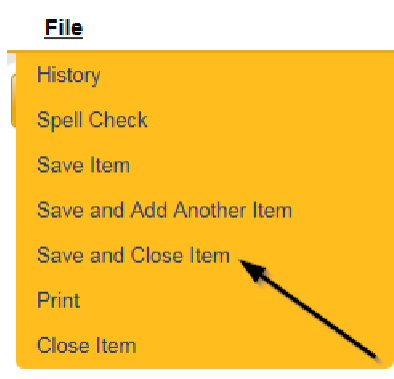 File
History
Spell Check
Save Item
Save and Add Another Item
Save and Close Item
Print
Close Item